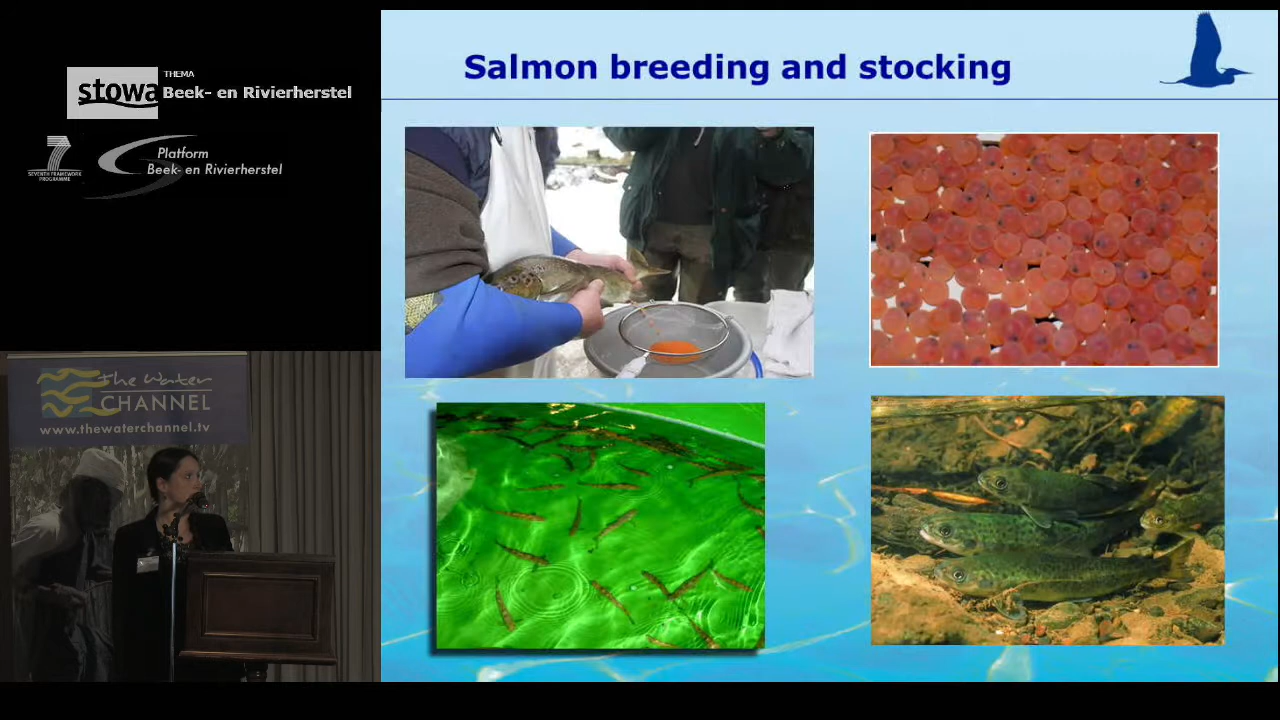 stowa
THEMA
Beek- en Rivierherstel
7
SEVENTH FRAMEWORK
PROGRAMME
Platform
Beek- en Rivierherstel
Salmon breeding and stocking
the Water
CHANNEL
www.thewaterchannel.tv